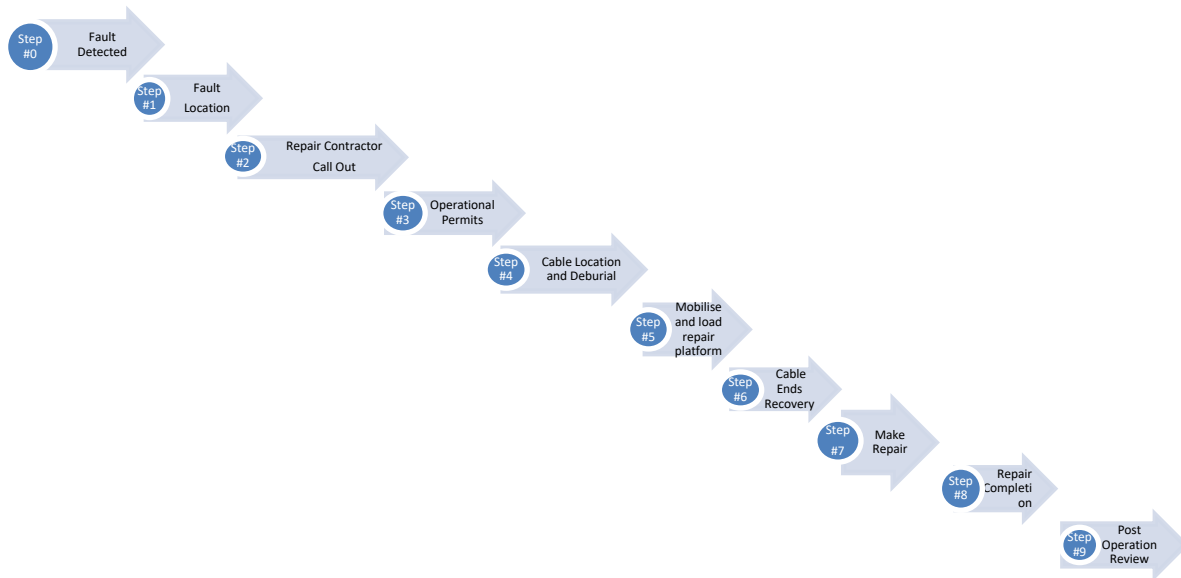 Step
#0
Fault
Detected
Step
#1
Fault
Location
Step
#2
Repair Contractor
Call Out
Step
#3
Operational
Permits
Step
#4
Cable Location
and Deburial
Step
#5
Mobilise
and load
repair
platform
Step
#6
Cable
Ends
Recovery
Step
#7
Make
Repair
Step
#8
Repair
Completi
on
Step
#9
Post
Operation
Review